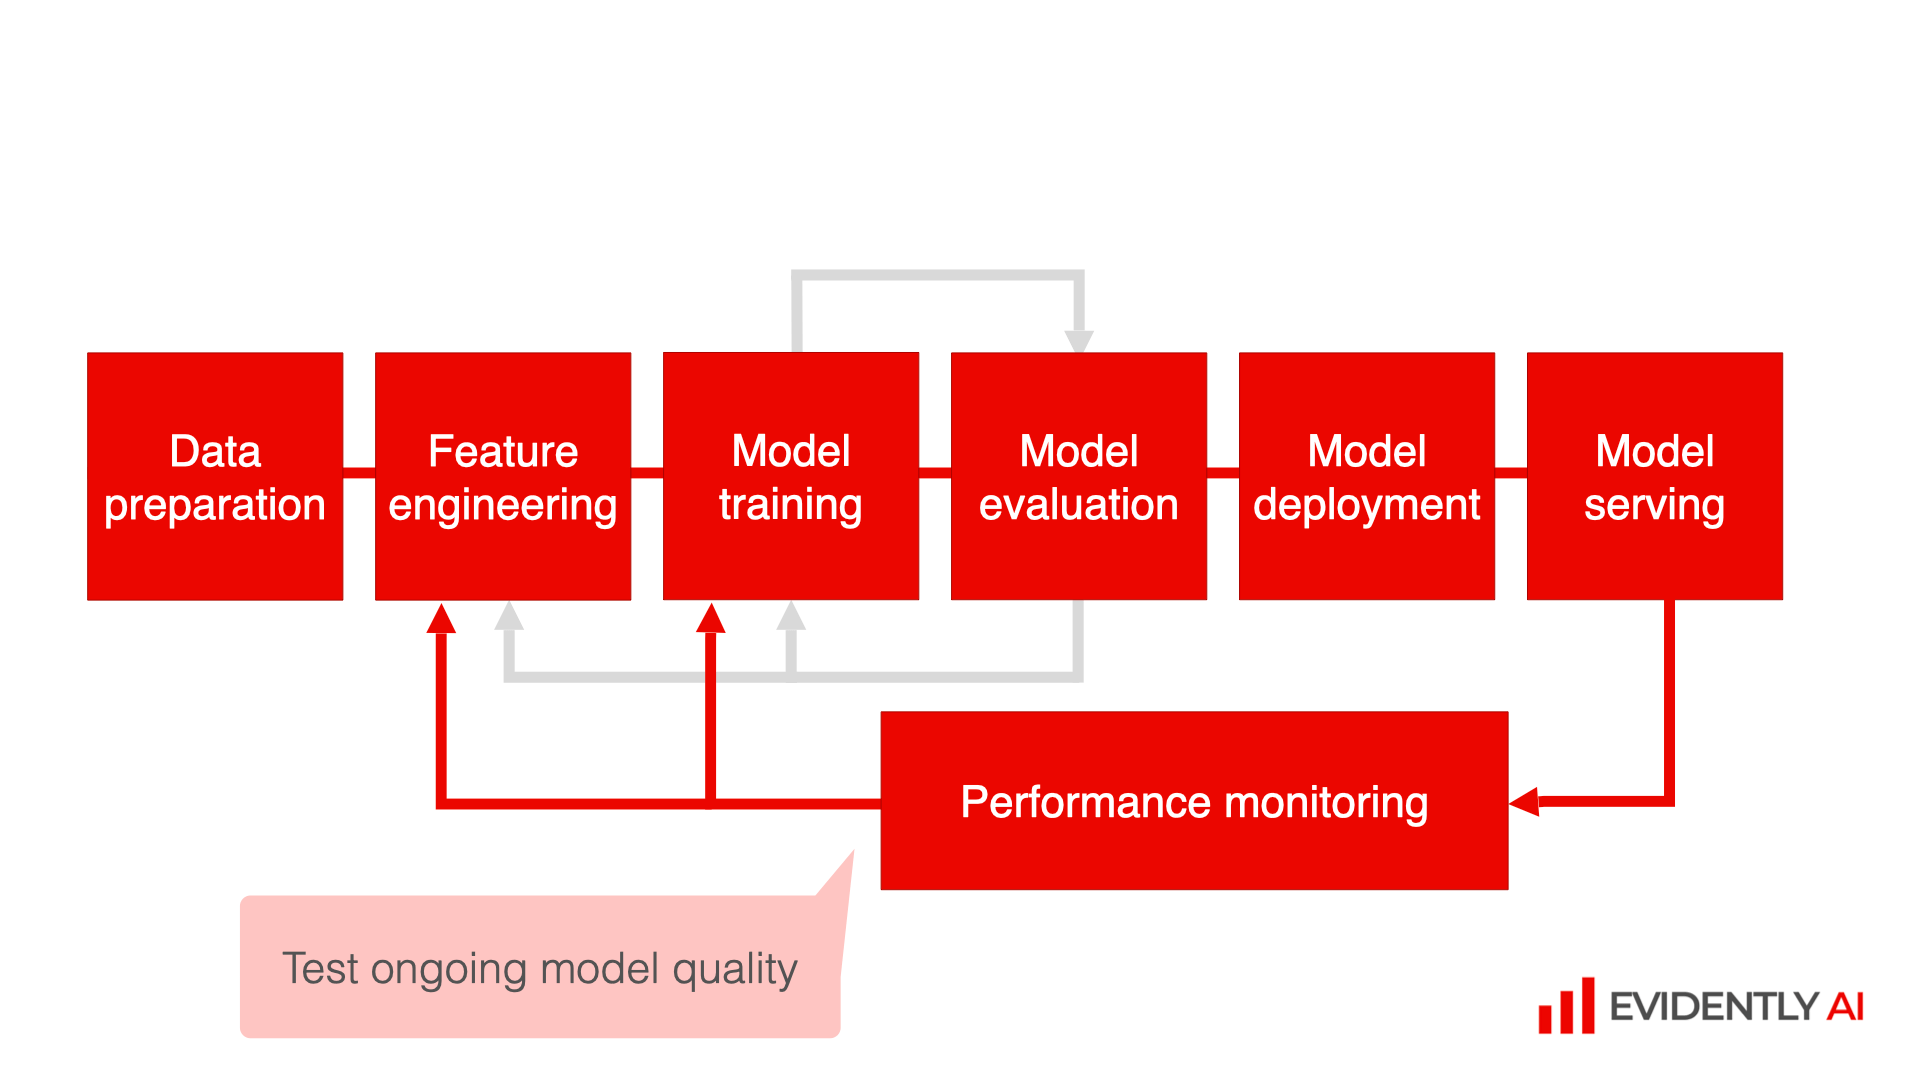 Data
preparation
Feature
engineering
Model
training
Model
evaluation
Model
deployment
Model
serving
Performance monitoring
Test ongoing model quality
EVIDENTLY AI